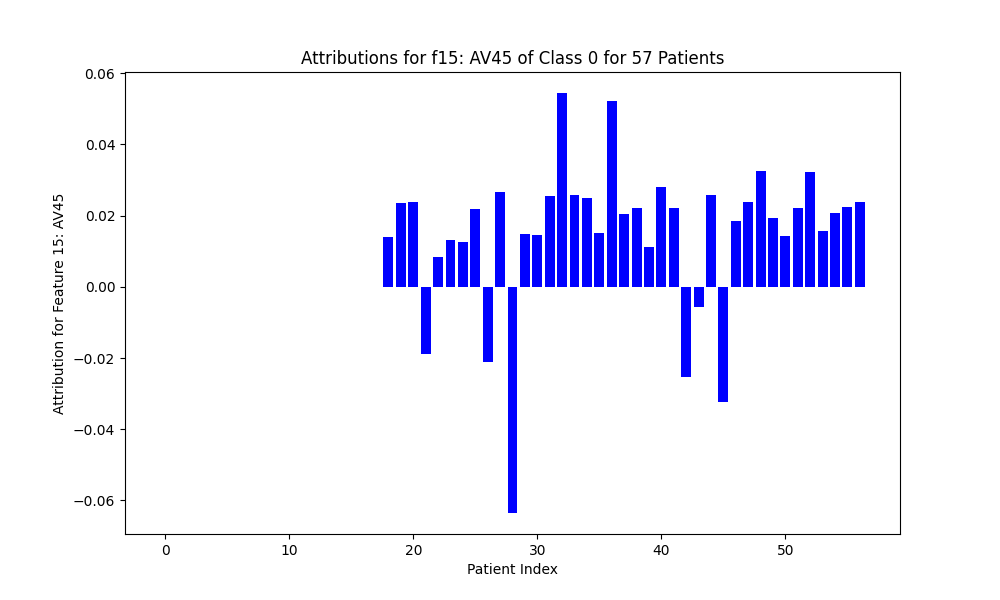 Attributions for f15: AV45 of Class 0 for 57 Patients
0.06
0.04
0.02
0.00
−0.02
−0.04
−0.06
Attribution for Feature 15: AV45
0 10 20 30 40 50
Patient Index